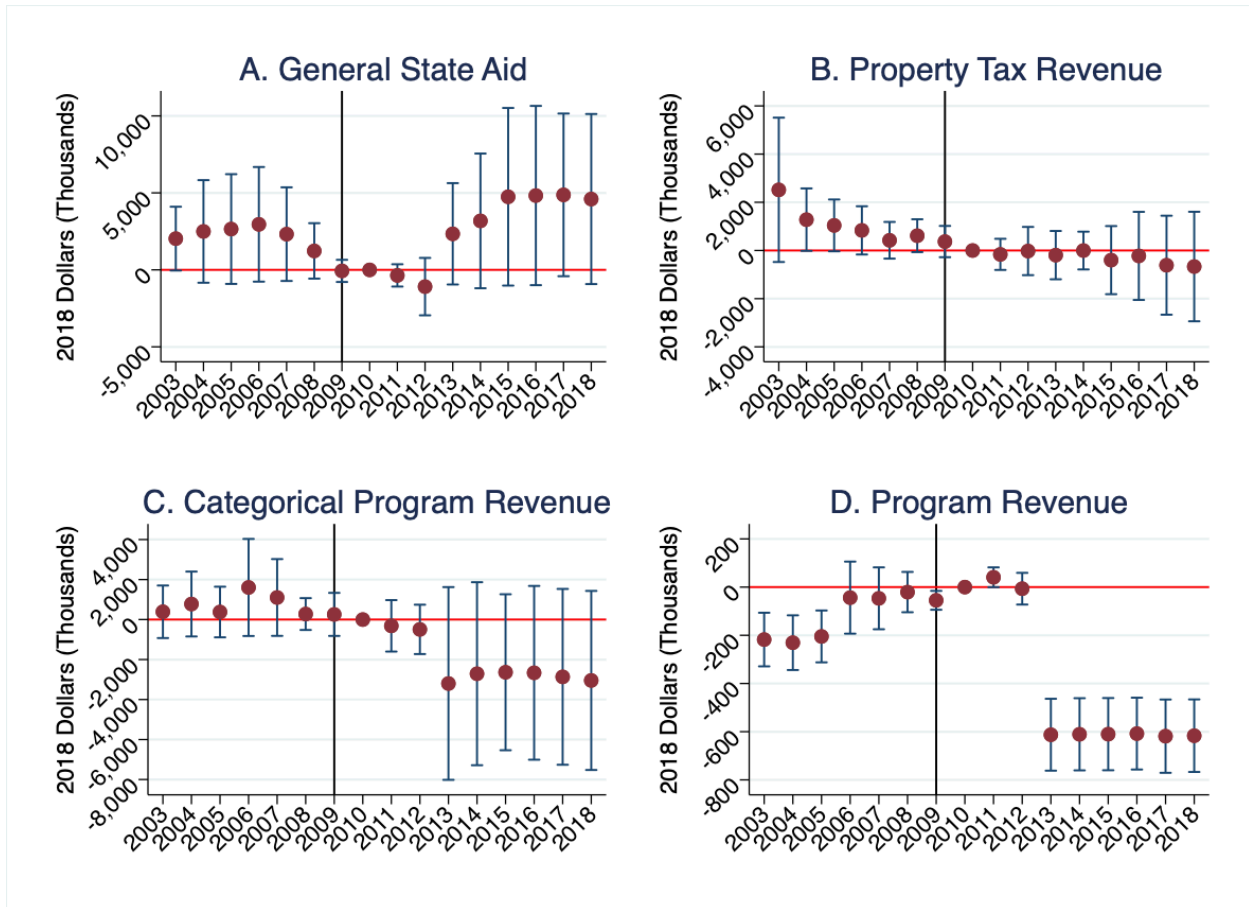 A. General State Aid
2018 Dollars (Thousands)
10,000
5,000
0
-5,000
2003 2004 2005 2006 2007 2008 2009 2010 2011 2012 2013 2014 2015 2016 2017 2018
B. Property Tax Revenue
2018 Dollars (Thousands)
6,000
4,000
2,000
0
-2,000
-4,000
2003 2004 2005 2006 2007 2008 2009 2010 2011 2012 2013 2014 2015 2016 2017 2018
C. Categorical Program Revenue
2018 Dollars (Thousands)
4,000
2,000
0
-2,000
-4,000
-6,000
-8,000
2003 2004 2005 2006 2007 2008 2009 2010 2011 2012 2013 2014 2015 2016 2017 2018
D. Program Revenue
2018 Dollars (Thousands)
200
0
-200
-400
-600
-800
2003 2004 2005 2006 2007 2008 2009 2010 2011 2012 2013 2014 2015 2016 2017 2018